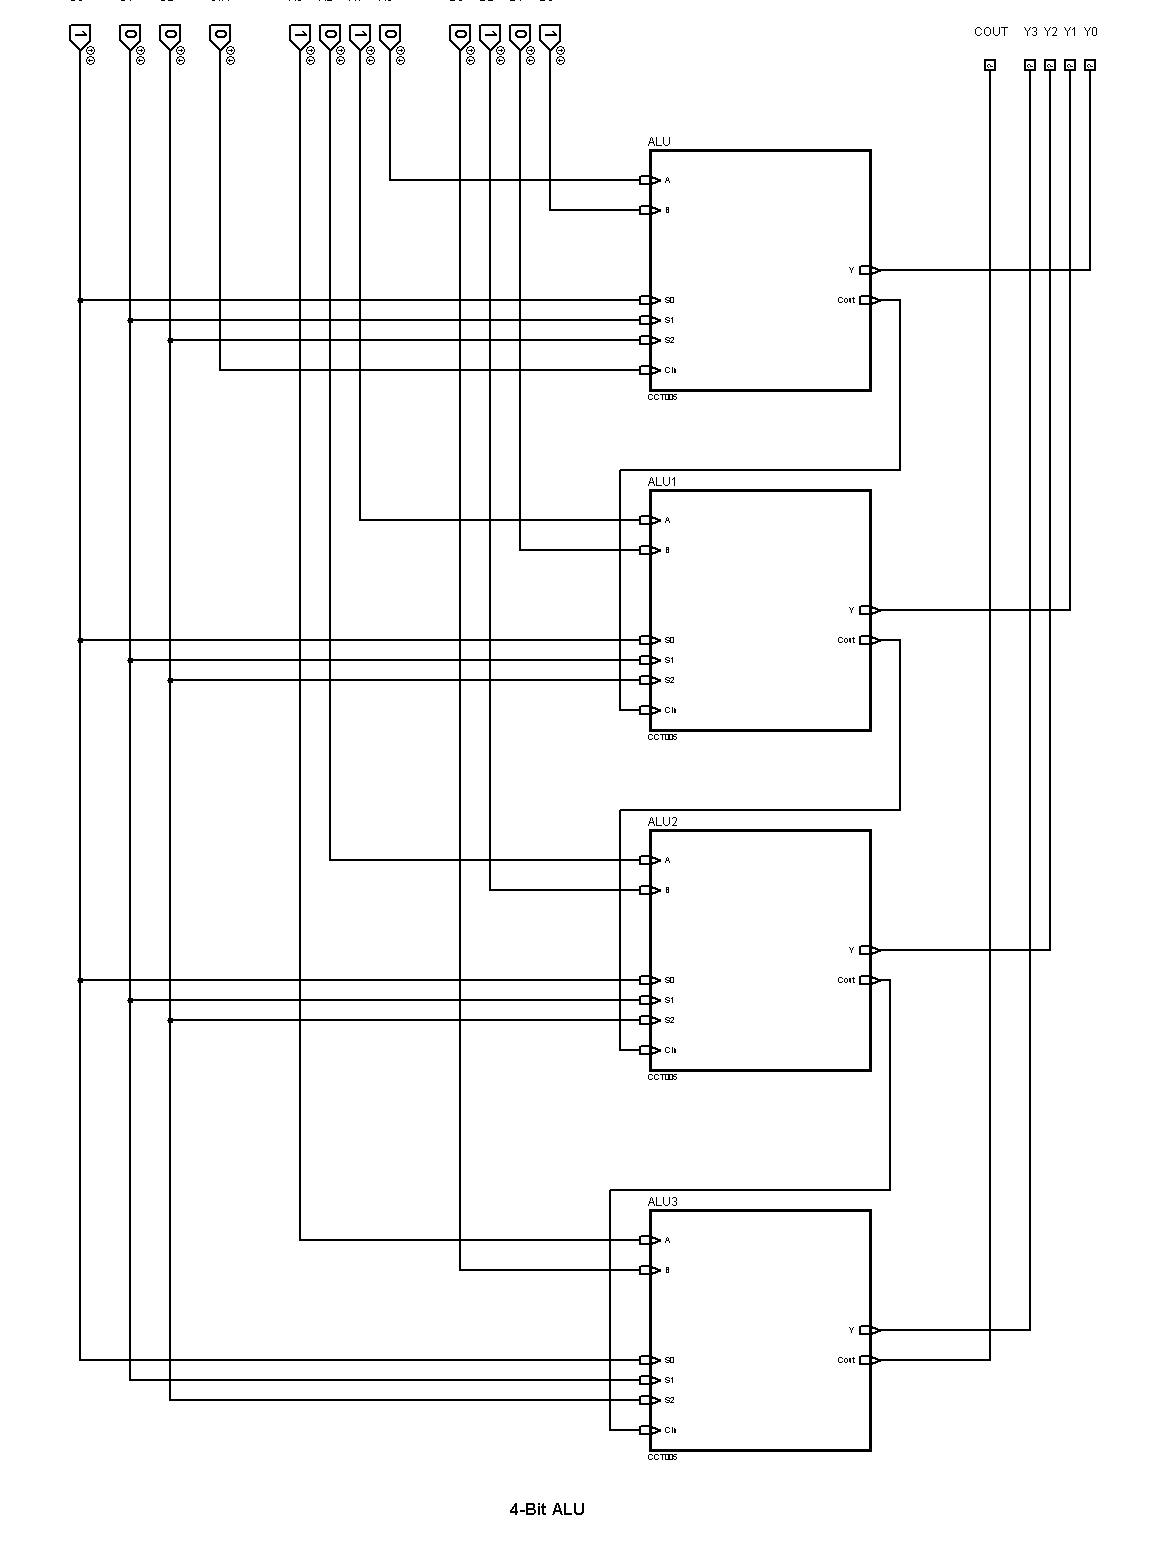 1 0 0 0 1 0 1 0 0 1 0 1
COUT Y3 Y2 Y1 Y0
? ? ? ? ?
ALU
A
B
Y
S0
Cout
S1
S2
CIn
CCT005
ALU1
A
B
Y
S0
Cout
S1
S2
CIn
CCT005
ALU2
A
B
Y
S0
Cout
S1
S2
CIn
CCT005
ALU3
A
B
Y
S0
Cout
S1
S2
CIn
CCT005
4-Bit ALU